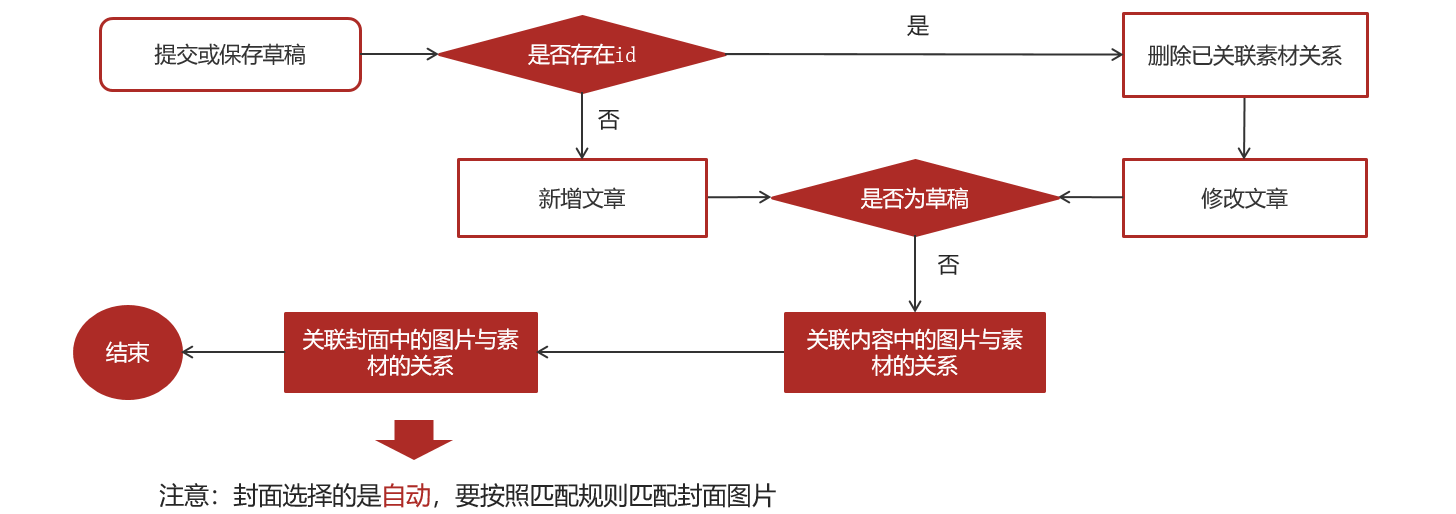 提交或保存草稿
是否存在id
是
删除已关联素材关系
否
新增文章
是否为草稿
修改文章
否
结束
关联封面中的图片与素
材的关系
关联内容中的图片与素
材的关系
注意：封面选择的是自动，要按照匹配规则匹配封面图片